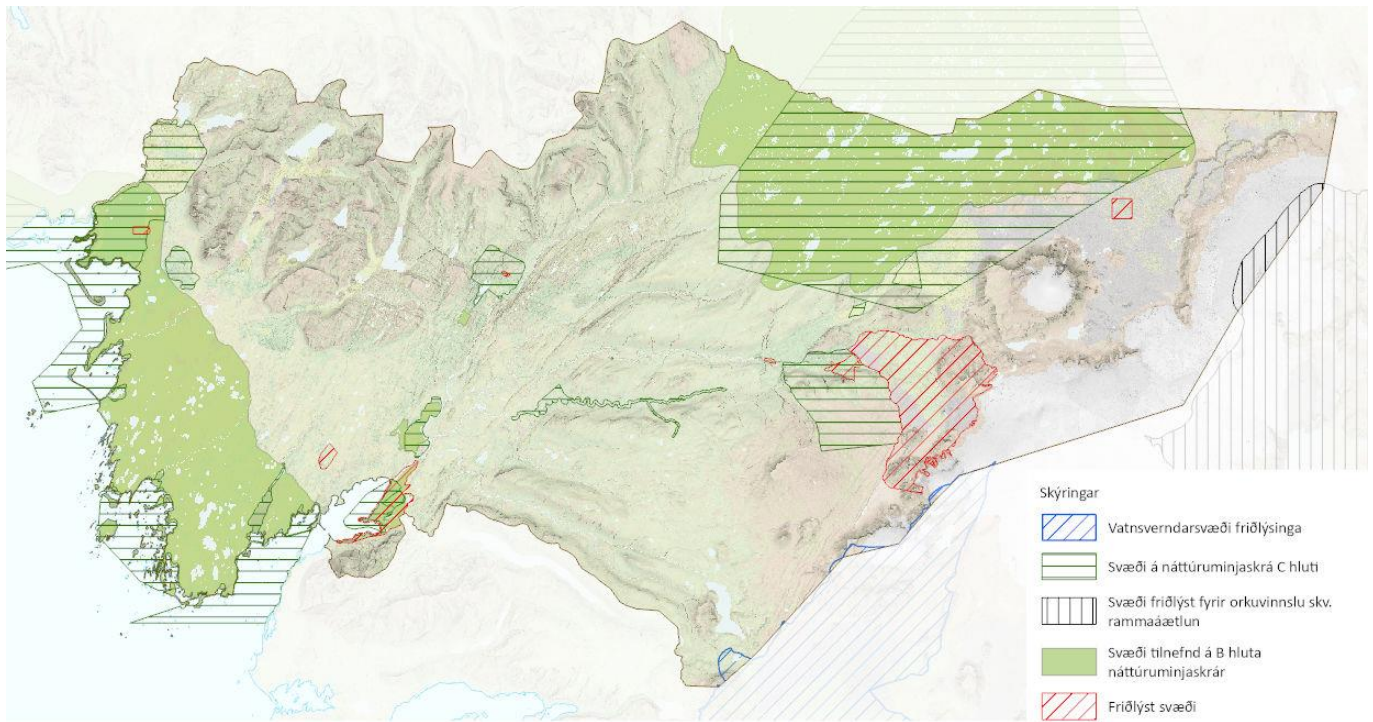 Skýringar
Vatnsverndarsvæði friðlýsinga
Svæði á náttúruminjaskrá C hluti
Svæði friðlýst fyrir orkuvinnslu skv.
rammaáætlun
Svæði tilnefnd á B hluta
náttúruminjaskrár
Friðlýst svæði